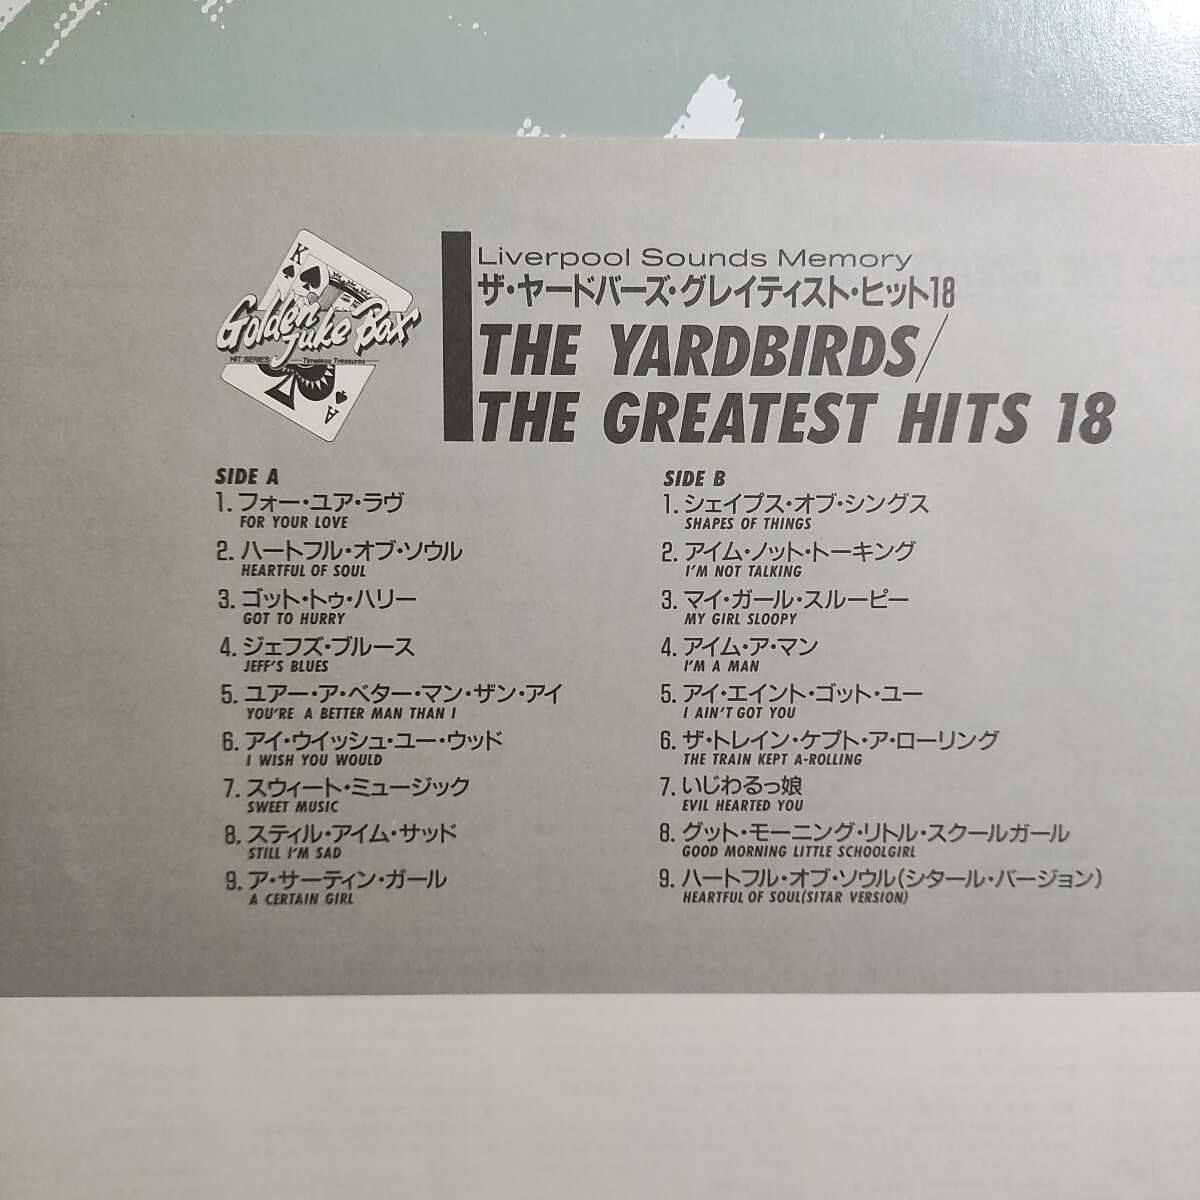 K
Golden Juke Box
HIT SERIES Timeless Treasures
A
Liverpool Sounds Memory
ザ・ヤードバーズ・グレイティスト・ヒット18
THE YARDBIRDS/
THE GREATEST HITS 18
SIDE A
1. フォー・ユア・ラヴ
FOR YOUR LOVE
2. ハートフル・オブ・ソウル
HEARTFUL OF SOUL
3. ゴット・トゥ・ハリー
GOT TO HURRY
4. ジェフズ・ブルース
JEFF'S BLUES
5. ユアー・ア・ベター・マン・ザン・アイ
YOU'RE A BETTER MAN THAN I
6. アイ・ウイッシュ・ユー・ウッド
I WISH YOU WOULD
7. スウィート・ミュージック
SWEET MUSIC
8. スティル・アイム・サッド
STILL I'M SAD
9. ア・サーティン・ガール
A CERTAIN GIRL
SIDE B
1. シェイプス・オブ・シングス
SHAPES OF THINGS
2. アイム・ノット・トーキング
I'M NOT TALKING
3. マイ・ガール・スルーピー
MY GIRL SLOOPY
4. アイム・ア・マン
I'M A MAN
5. アイ・エイント・ゴット・ユー
I AIN'T GOT YOU
6. ザ・トレイン・ケプト・ア・ローリング
THE TRAIN KEPT A-ROLLING
7. いじわるっ娘
EVIL HEARTED YOU
8. グット・モーニング・リトル・スクールガール
GOOD MORNING LITTLE SCHOOLGIRL
9. ハートフル・オブ・ソウル(シタール・バージョン)
HEARTFUL OF SOUL(SITAR VERSION)